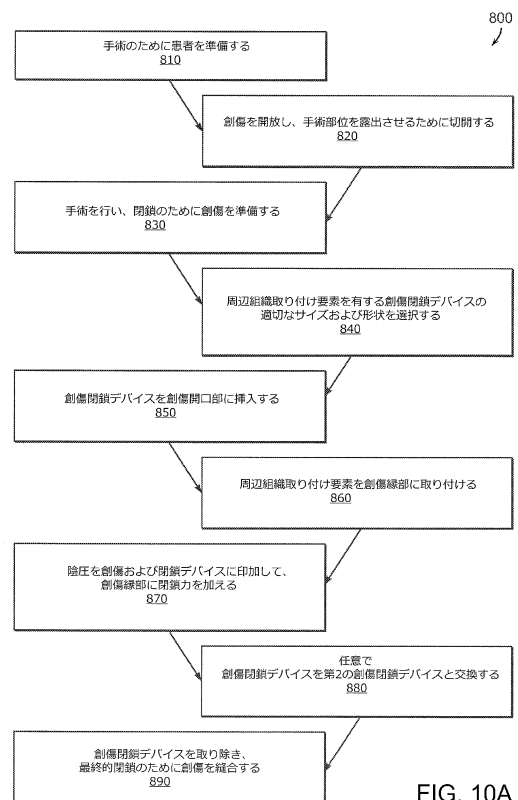 800
手術のために患者を準備する
810
創傷を開放し、手術部位を露出させるために切開する
820
手術を行い、閉鎖のために創傷を準備する
830
周辺組織取り付け要素を有する創傷閉鎖デバイスの
適切なサイズおよび形状を選択する
840
創傷閉鎖デバイスを創傷開口部に挿入する
850
周辺組織取り付け要素を創傷縁部に取り付ける
860
陰圧を創傷および閉鎖デバイスに印加して、
創傷縁部に閉鎖力を加える
870
任意で
創傷閉鎖デバイスを第2の創傷閉鎖デバイスと交換する
880
創傷閉鎖デバイスを取り除き、
最終的閉鎖のために創傷を縫合する
890
FIG. 10A